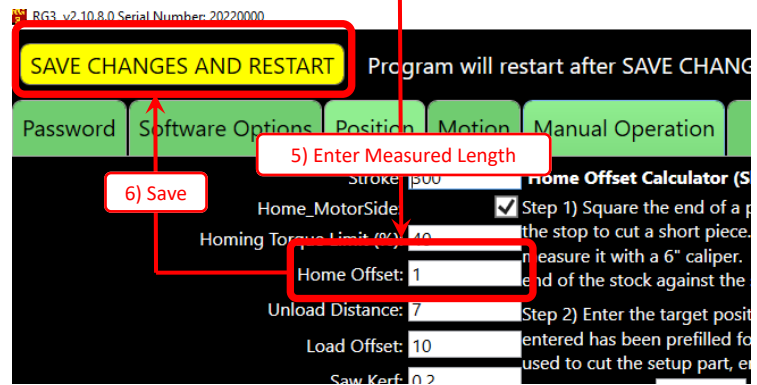 RG3 v2.10.8.0 Serial Number: 20220000
SAVE CHANGES AND RESTART Program will restart after SAVE CHANG
Password Software Options Position Motion Manual Operation
5) Enter Measured Length
6) Save
Stroke: 300 Home Offset Calculator (S
Home_MotorSide: Step 1) Square the end of a p
Homing Torque Limit (%): 40 the stop to cut a short piece.
measure it with a 6" caliper.
Home Offset: 1 end of the stock against the
Unload Distance: 7 Step 2) Enter the target posit
Load Offset: 10 entered has been prefilled fo
used to cut the setup part, e
Saw Kerf: 0.2